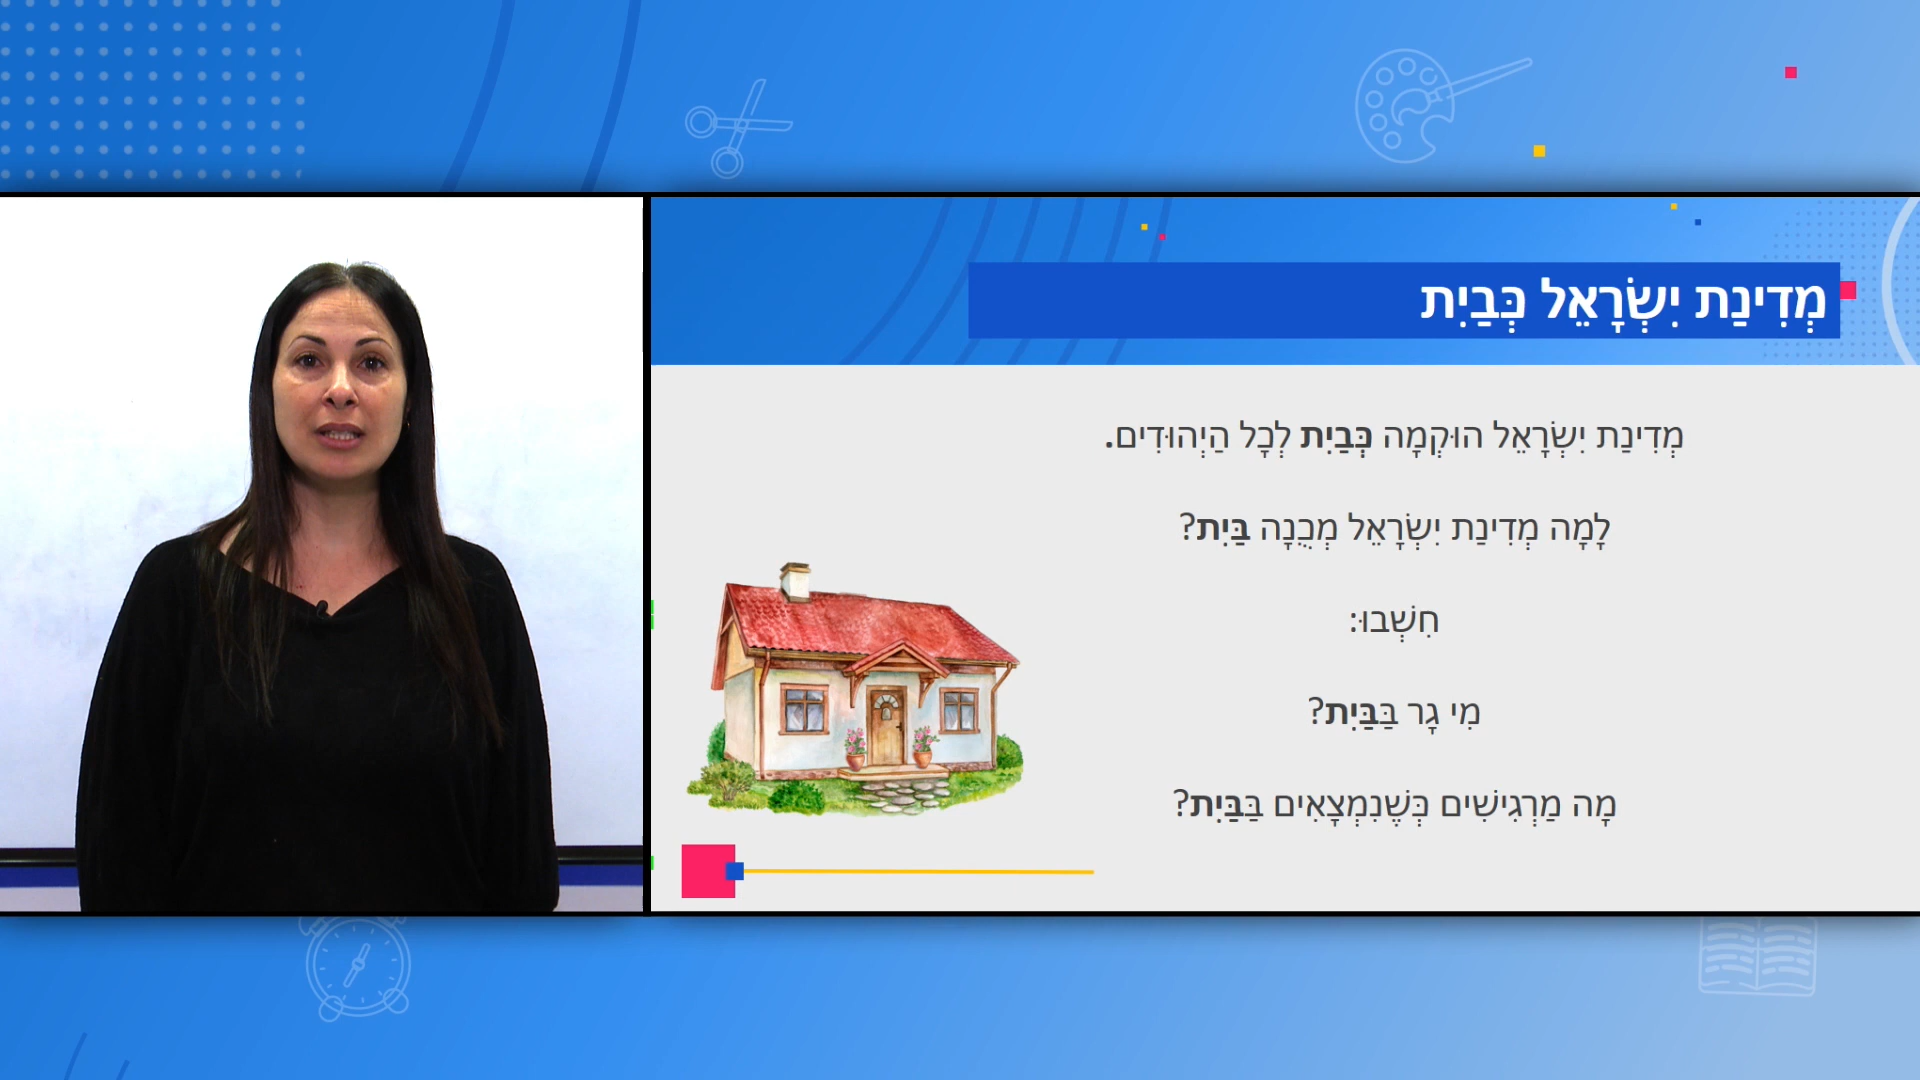 מְדִינַת יִשְׂרָאֵל כְּבַיִת
מְדִינַת יִשְׂרָאֵל הוּקְמָה כְּבַיִת לְכָל הַיְהוּדִים.
לָמָה מְדִינַת יִשְׂרָאֵל מְכֻנָּה בַּיִת?
חִשְׁבוּ:
מִי גָר בַּבַּיִת?
מָה מַרְגִישִׁים כְּשֶׁנִמְצָאִים בַּבַּיִת?